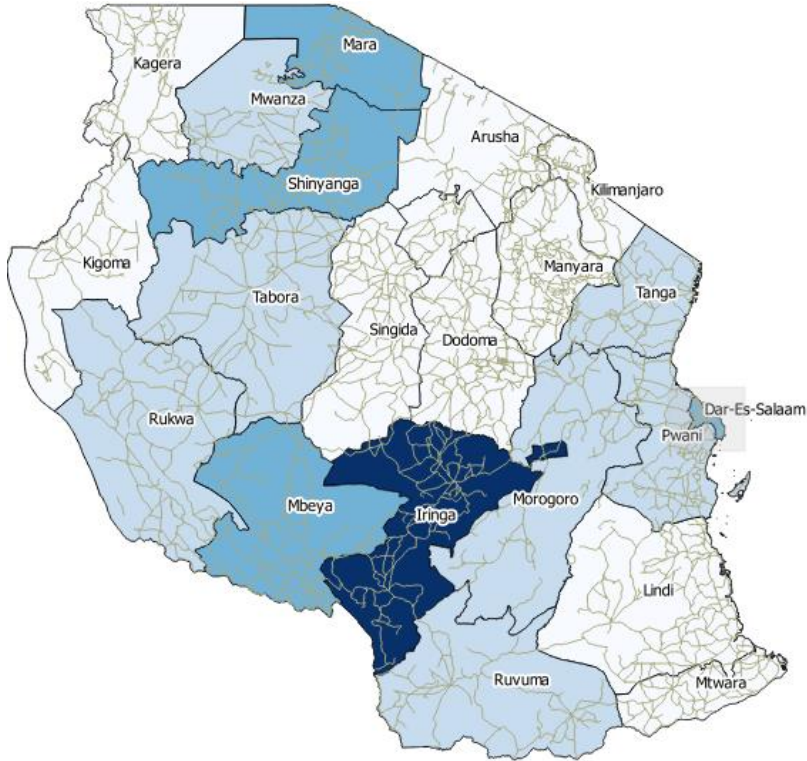 Mara
Kagera
Mwanza
Arusha
Shinyanga
Kilimanjaro
Kigoma
Manyara
Tabora
Tanga
Singida
Dodoma
Dar-Es-Salaam
Rukwa
Pwani
Mbeya
Iringa
Morogoro
Lindi
Ruvuma
Mtwara